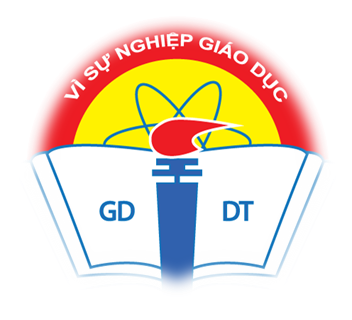 VÌ SỰ NGHIỆP GIÁO DỤC
GD DT